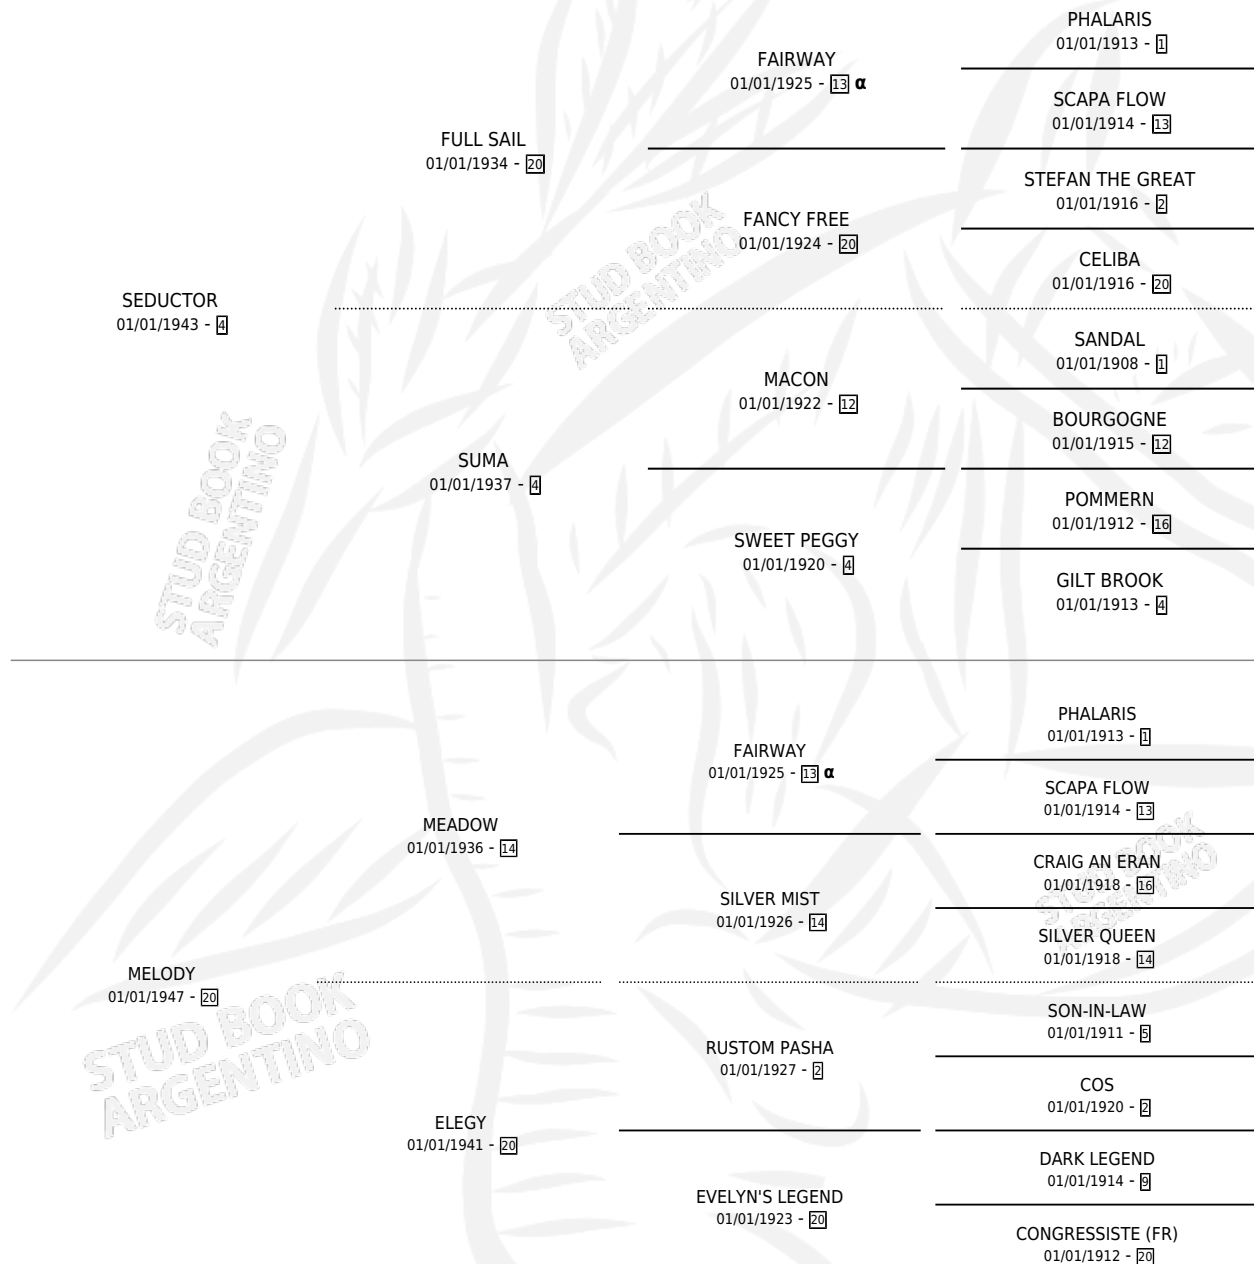 PHALARIS
01/01/1913 - 1
FAIRWAY
01/01/1925 - 13 α
SCAPA FLOW
01/01/1914 - 13
FULL SAIL
01/01/1934 - 20
STEFAN THE GREAT
01/01/1916 - 2
FANCY FREE
01/01/1924 - 20
CELIBA
01/01/1916 - 20
SEDUCTOR
01/01/1943 - 4
SANDAL
01/01/1908 - 1
MACON
01/01/1922 - 12
BOURGOGNE
01/01/1915 - 12
SUMA
01/01/1937 - 4
POMMERN
01/01/1912 - 16
SWEET PEGGY
01/01/1920 - 4
GILT BROOK
01/01/1913 - 4
STUD BOOK
ARGENTINO
STUD BOOK
ARGENTINO
PHALARIS
01/01/1913 - 1
FAIRWAY
01/01/1925 - 13 α
SCAPA FLOW
01/01/1914 - 13
MEADOW
01/01/1936 - 14
CRAIG AN ERAN
01/01/1918 - 16
SILVER MIST
01/01/1926 - 14
SILVER QUEEN
01/01/1918 - 14
MELODY
01/01/1947 - 20
SON-IN-LAW
01/01/1911 - 5
RUSTOM PASHA
01/01/1927 - 2
COS
01/01/1920 - 2
ELEGY
01/01/1941 - 20
DARK LEGEND
01/01/1914 - 9
EVELYN'S LEGEND
01/01/1923 - 20
CONGRESSISTE (FR)
01/01/1912 - 20
STUD BOOK
ARGENTINO
STUD BOOK
ARGENTINO